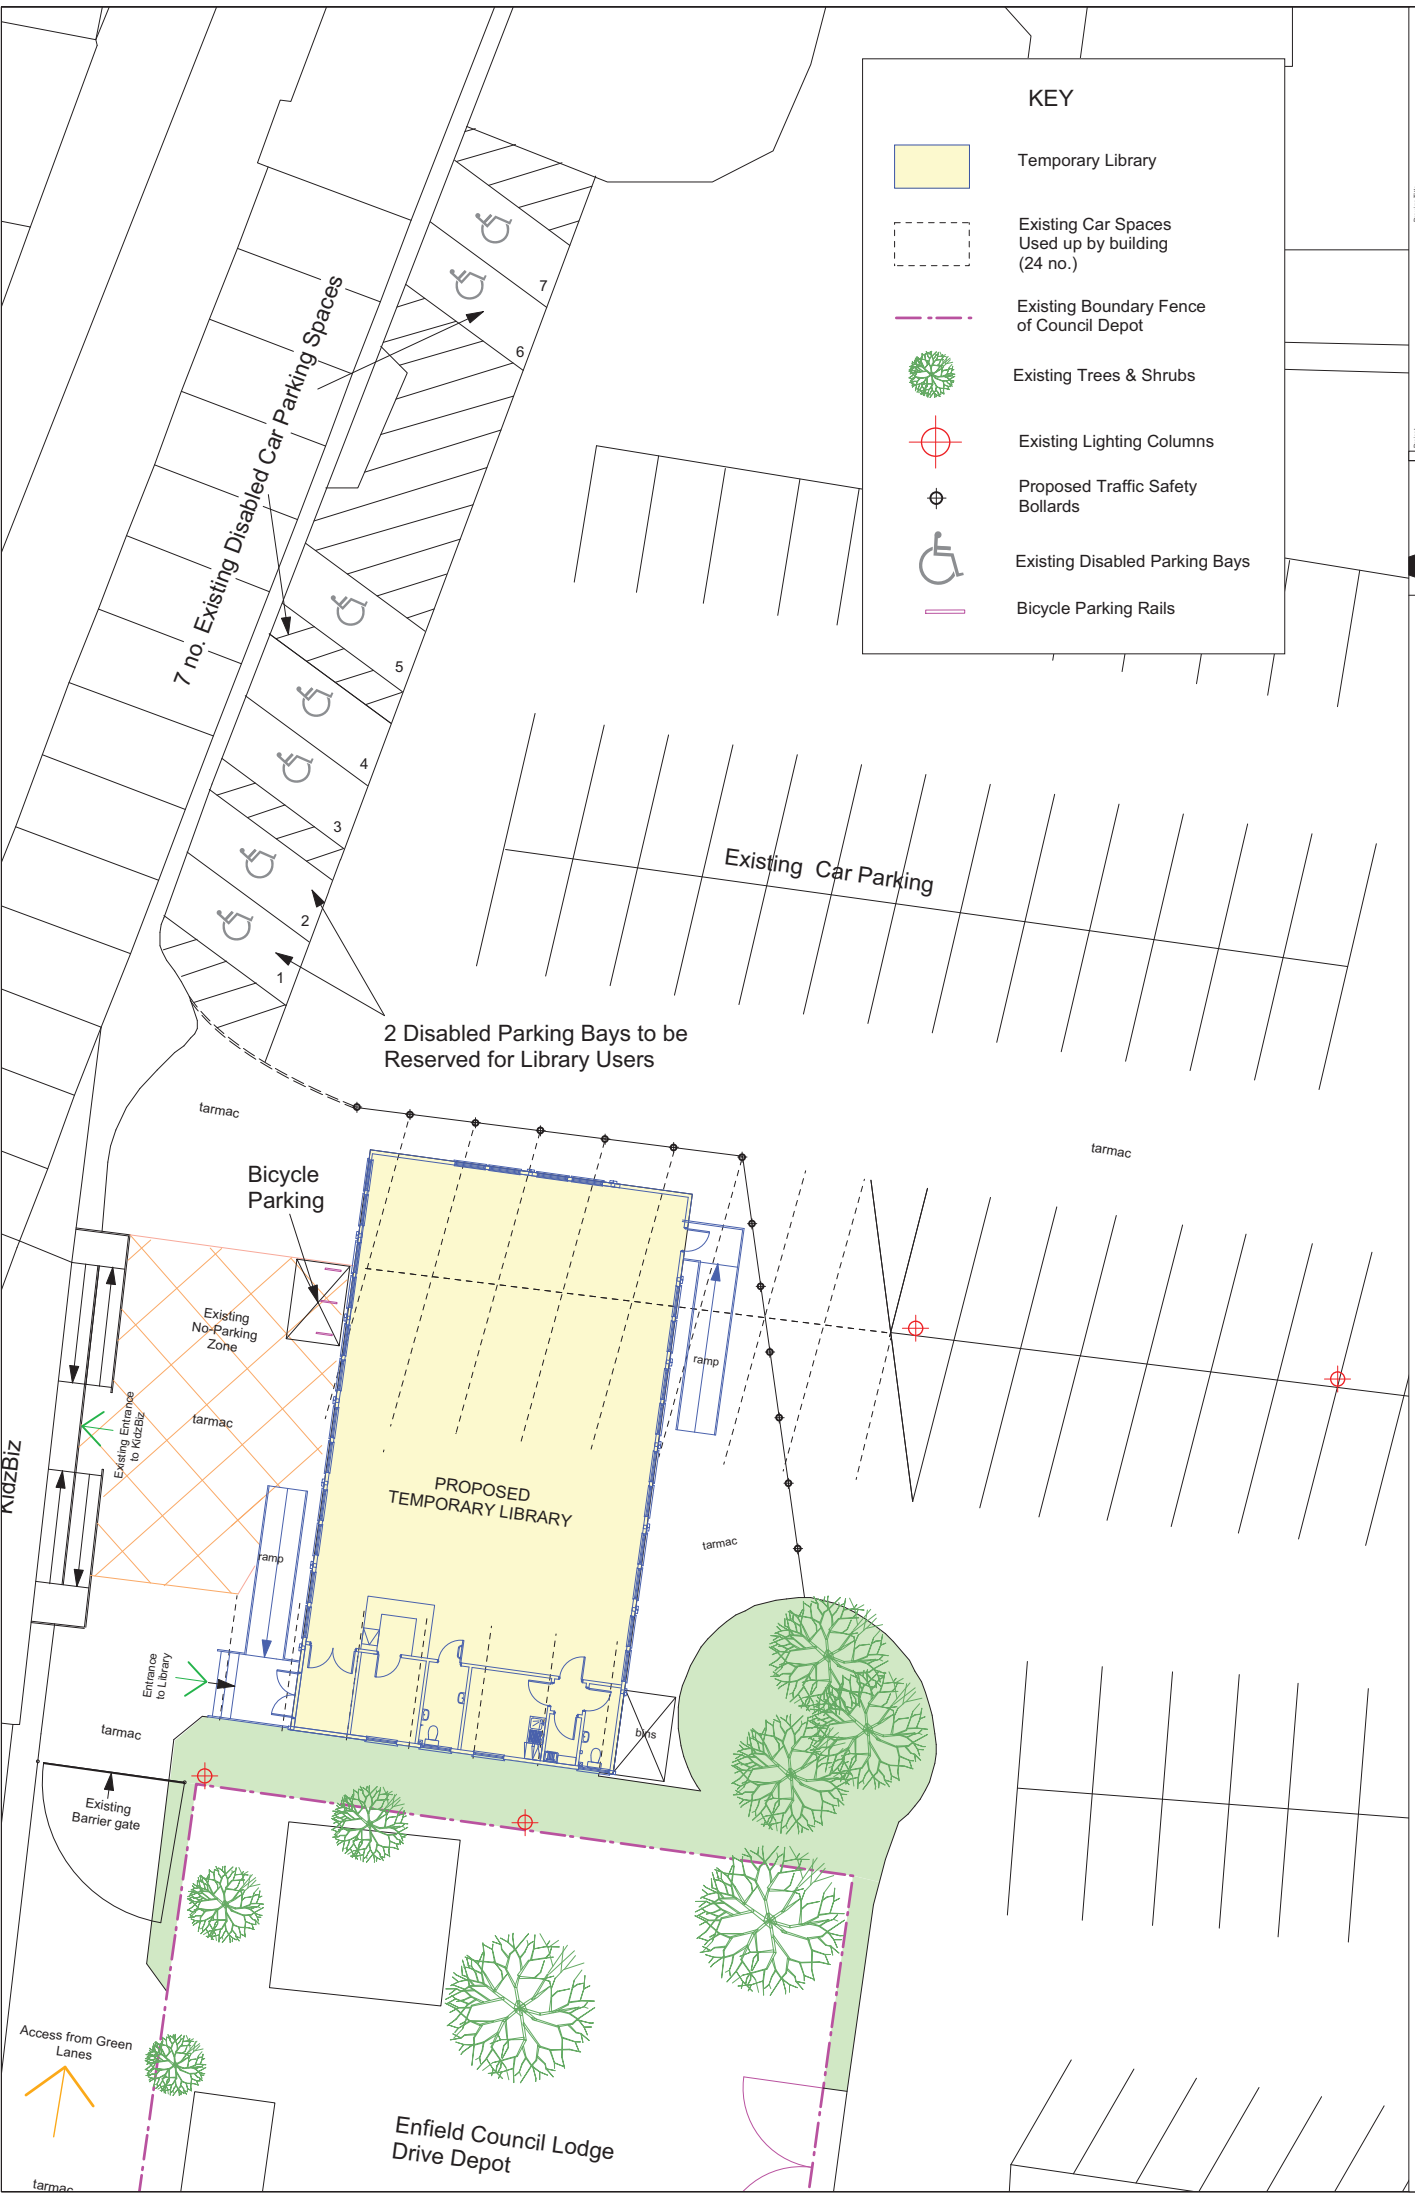 KEY
Temporary Library
Existing Car Spaces
Used up by building
(24 no.)
Existing Boundary Fence
of Council Depot
Existing Trees & Shrubs
Existing Lighting Columns
Proposed Traffic Safety
Bollards
Existing Disabled Parking Bays
Bicycle Parking Rails
7 no. Existing Disabled Car Parking Spaces
7
6
5
4
3
2
1
Existing Car Parking
2 Disabled Parking Bays to be
Reserved for Library Users
tarmac
tarmac
Bicycle
Parking
Existing
No-Parking
Zone
ramp
Existing Entrance
to KidzBiz
tarmac
KidzBiz
PROPOSED
TEMPORARY LIBRARY
tarmac
ramp
Entrance
to Library
tarmac
bins
Existing
Barrier gate
Access from Green
Lanes
Enfield Council Lodge
Drive Depot
tarmac